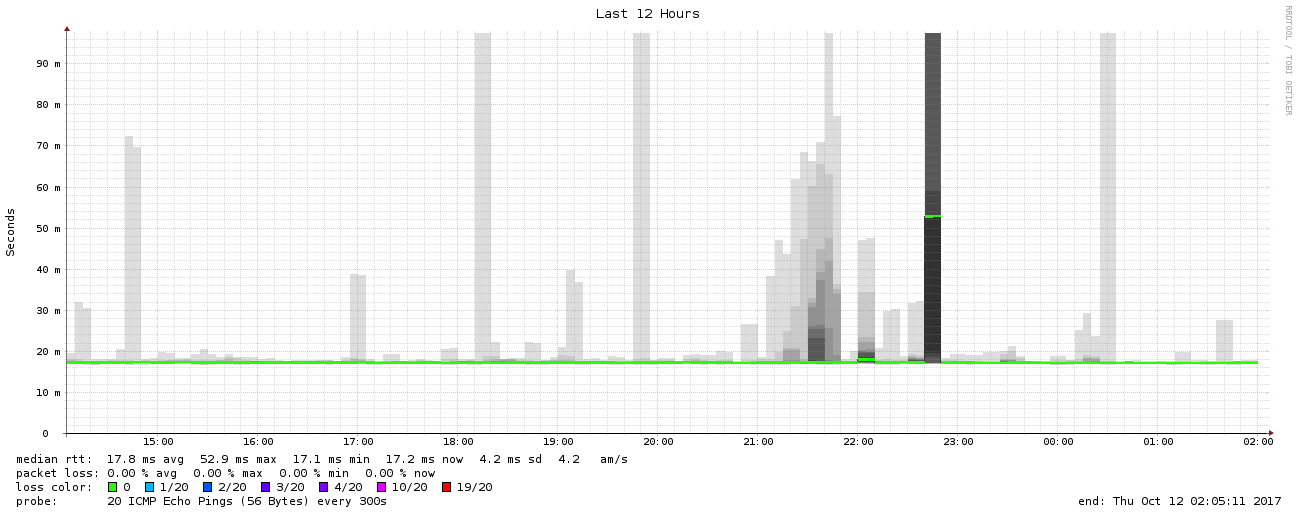 Last 12 Hours
RRDTOOL / TOBI OETIKER
Seconds
90 m
80 m
70 m
60 m
50 m
40 m
30 m
20 m
10 m
0
15:00 16:00 17:00 18:00 19:00 20:00 21:00 22:00 23:00 00:00 01:00 02:00
median rtt: 17.8 ms avg 52.9 ms max 17.1 ms min 17.2 ms now 4.2 ms sd 4.2 am/s
packet loss: 0.00 % avg 0.00 % max 0.00 % min 0.00 % now
loss color: 0 1/20 2/20 3/20 4/20 10/20 19/20
probe: 20 ICMP Echo Pings (56 Bytes) every 300s end: Thu Oct 12 02:05:11 2017